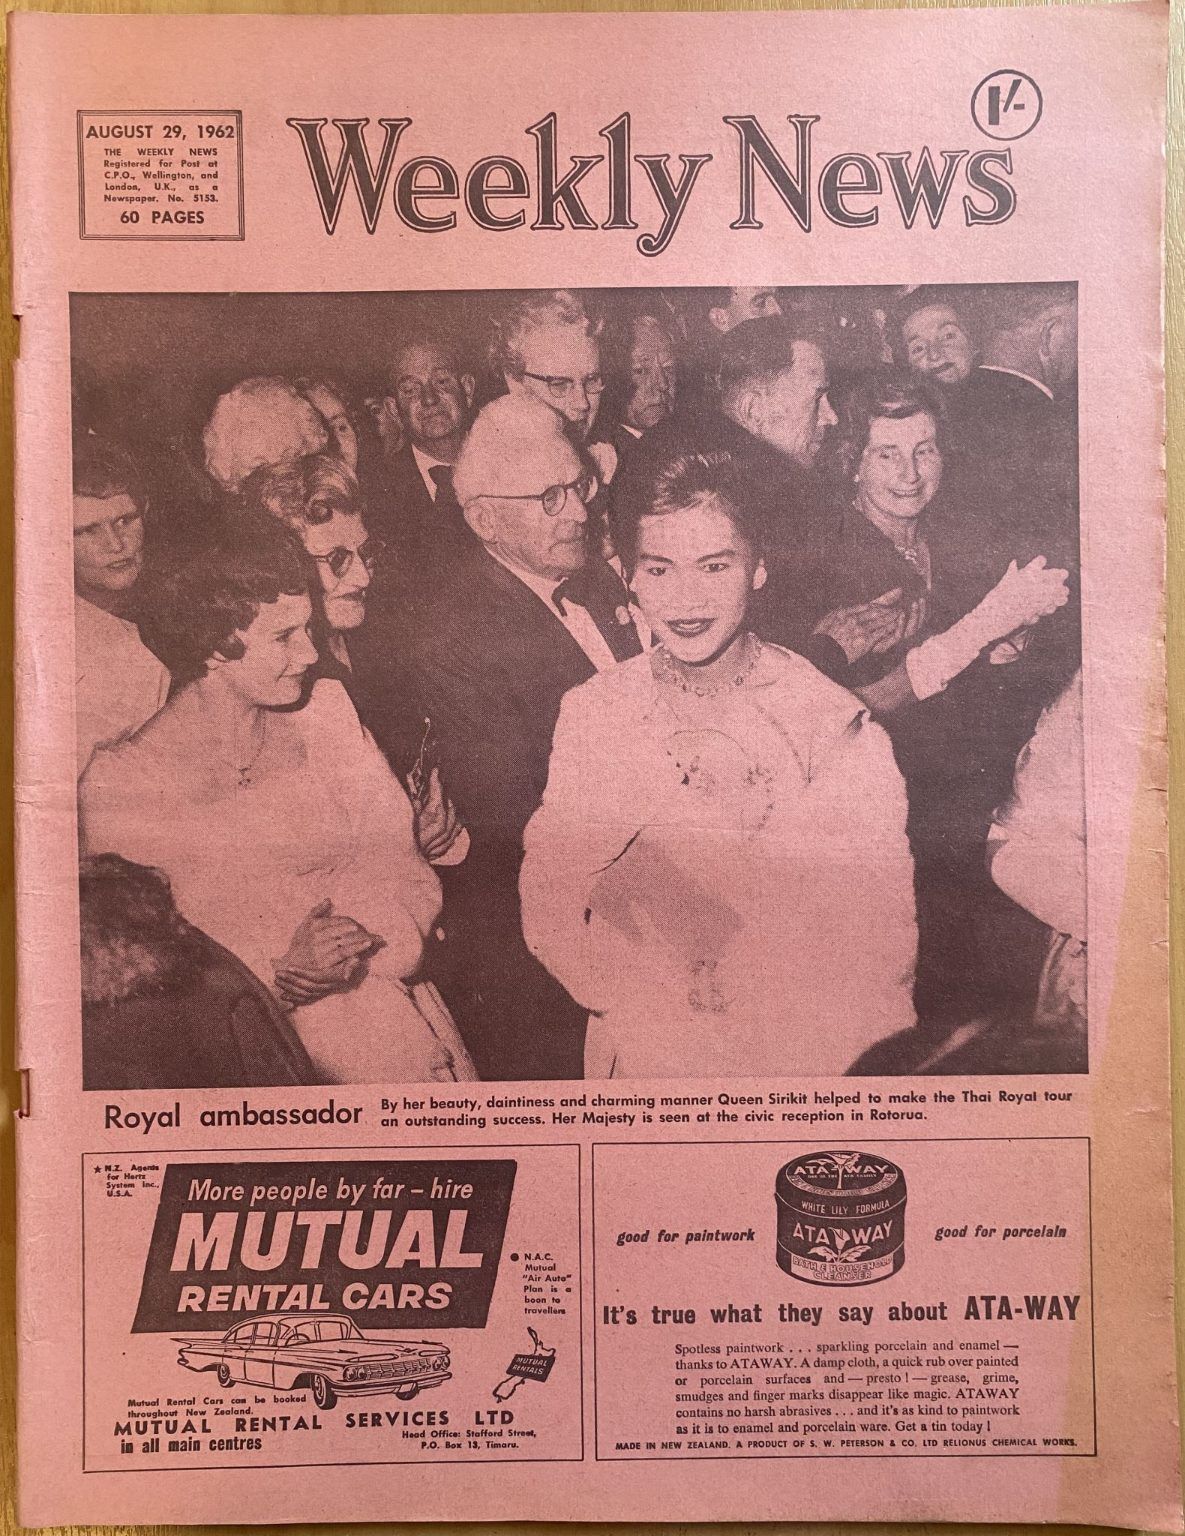 AUGUST 29, 1962
THE WEEKLY NEWS
Registered for Post at
C.P.O., Wellington, and
London, U.K., as a
Newspaper. No. 5153.
60 PAGES
Weekly News
1/-
Royal ambassador
By her beauty, daintiness and charming manner Queen Sirikit helped to make the Thai Royal tour
an outstanding success. Her Majesty is seen at the civic reception in Rotorua.
★ N.Z. Agents
for Hertz
System Inc.,
U.S.A.
More people by far – hire
MUTUAL
RENTAL CARS
● N.A.C.
Mutual
"Air Auto"
Plan is a
boon to
travellers
MUTUAL
RENTALS
Mutual Rental Cars can be booked
throughout New Zealand.
MUTUAL RENTAL SERVICES LTD
in all main centres
Head Office: Stafford Street,
P.O. Box 13, Timaru.
ATA-WAY
WHITE LILY FORMULA
ATA WAY
BATH & HOUSEHOLD
CLEANSER
good for paintwork
good for porcelain
It's true what they say about ATA-WAY
Spotless paintwork . . . sparkling porcelain and enamel —
thanks to ATAWAY. A damp cloth, a quick rub over painted
or porcelain surfaces and — presto ! — grease, grime,
smudges and finger marks disappear like magic. ATAWAY
contains no harsh abrasives . . . and it's as kind to paintwork
as it is to enamel and porcelain ware. Get a tin today !
MADE IN NEW ZEALAND. A PRODUCT OF S. W. PETERSON & CO. LTD RELIONUS CHEMICAL WORKS.